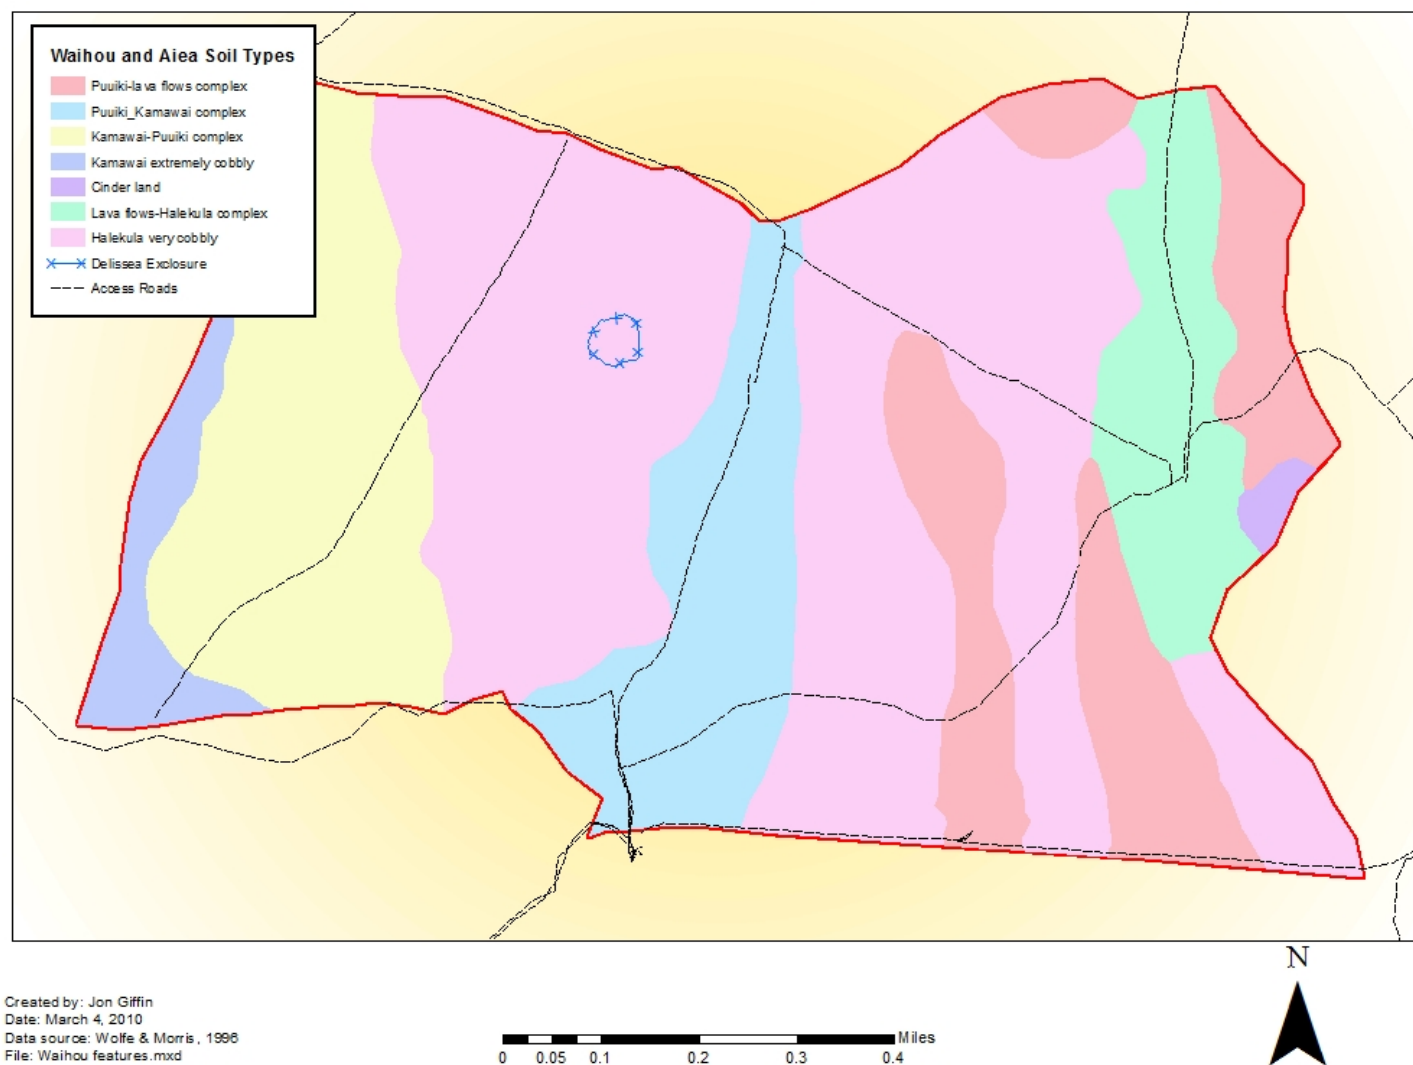 Waihou and Aiea Soil Types
Puuiki-lava flows complex
Puuiki_Kamawai complex
Kamawai-Puuiki complex
Kamawai extremely cobbly
Cinder land
Lava flows-Halekula complex
Halekula very cobbly
Delissea Exclosure
Access Roads
N
Created by: Jon Giffin
Date: March 4, 2010
Data source: Wolfe & Morris, 1996
File: Waihou features.mxd
Miles
0 0.05 0.1 0.2 0.3 0.4